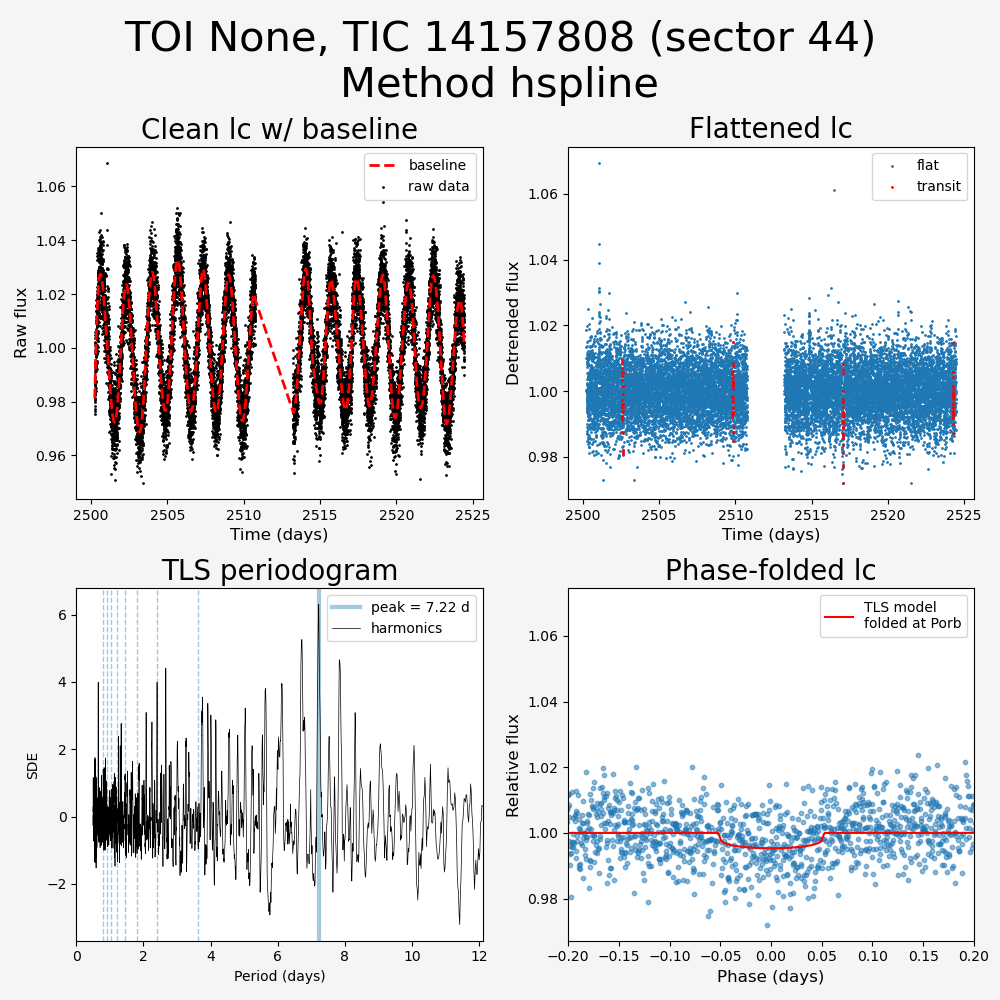 TOI None, TIC 14157808 (sector 44)
Method hspline
Clean lc w/ baseline
Raw flux
1.06
1.04
1.02
1.00
0.98
0.96
baseline
raw data
2500
2505
2510
2515
2520
2525
Time (days)
Flattened lc
Detrended flux
1.06
1.04
1.02
1.00
0.98
flat
transit
2500
2505
2510
2515
2520
2525
Time (days)
TLS periodogram
SDE
6
4
2
0
−2
peak = 7.22 d
harmonics
0
2
4
6
8
10
12
Period (days)
Phase-folded lc
Relative flux
1.06
1.04
1.02
1.00
0.98
TLS model
folded at Porb
−0.20
−0.15
−0.10
−0.05
0.00
0.05
0.10
0.15
0.20
Phase (days)